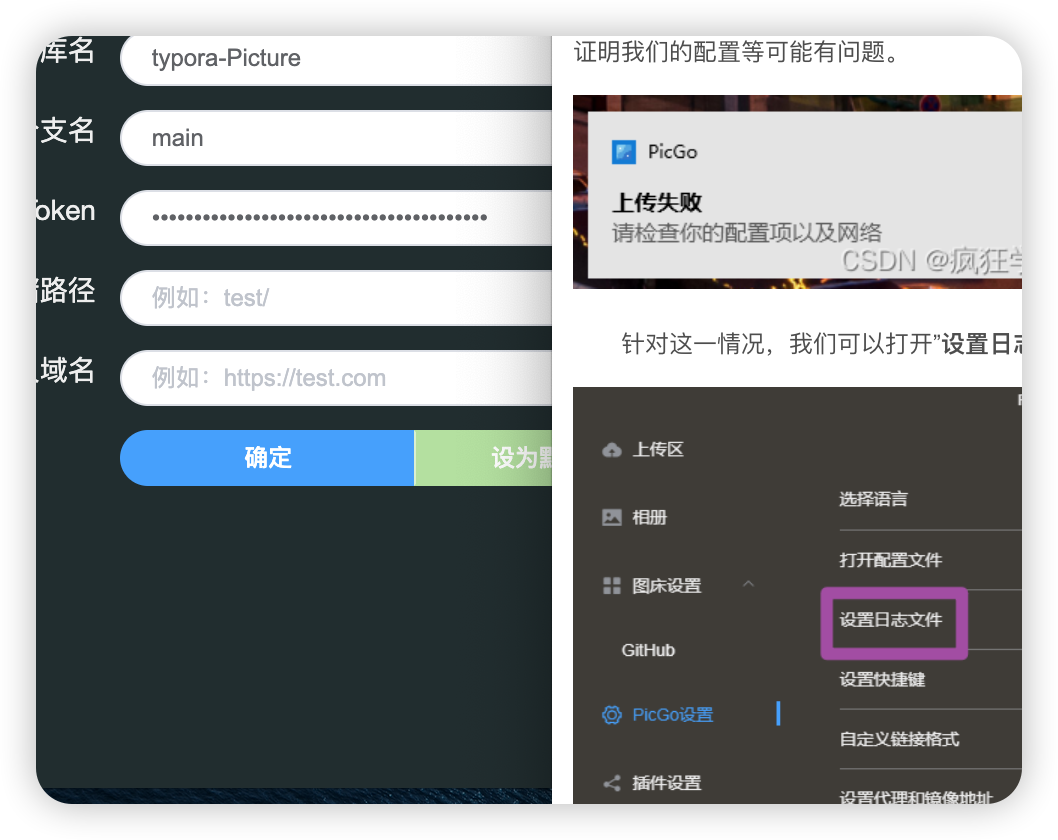 库名
typora-Picture
支名
main
oken
••••••••••••••••••••••••••••••••••••••••
路径
例如：test/
域名
例如：https://test.com
确定
设为默
证明我们的配置等可能有问题。
PicGo
上传失败
请检查你的配置项以及网络
CSDN @疯狂学
针对这一情况，我们可以打开”设置日志
上传区
选择语言
相册
打开配置文件
图床设置
设置日志文件
GitHub
设置快捷键
PicGo设置
自定义链接格式
插件设置
设置代理和镜像地址